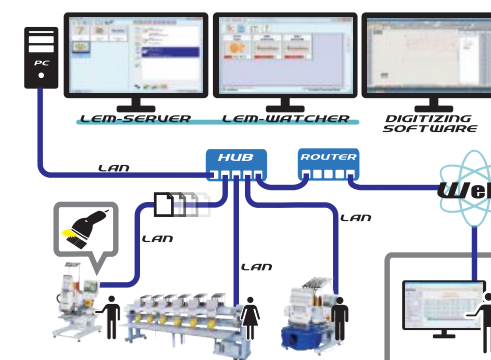 PC
LEM-SERVER
LEM-WATCHER
DIGITIZING
SOFTWARE
HUB
ROUTER
LAN
LAN
LAN
LAN